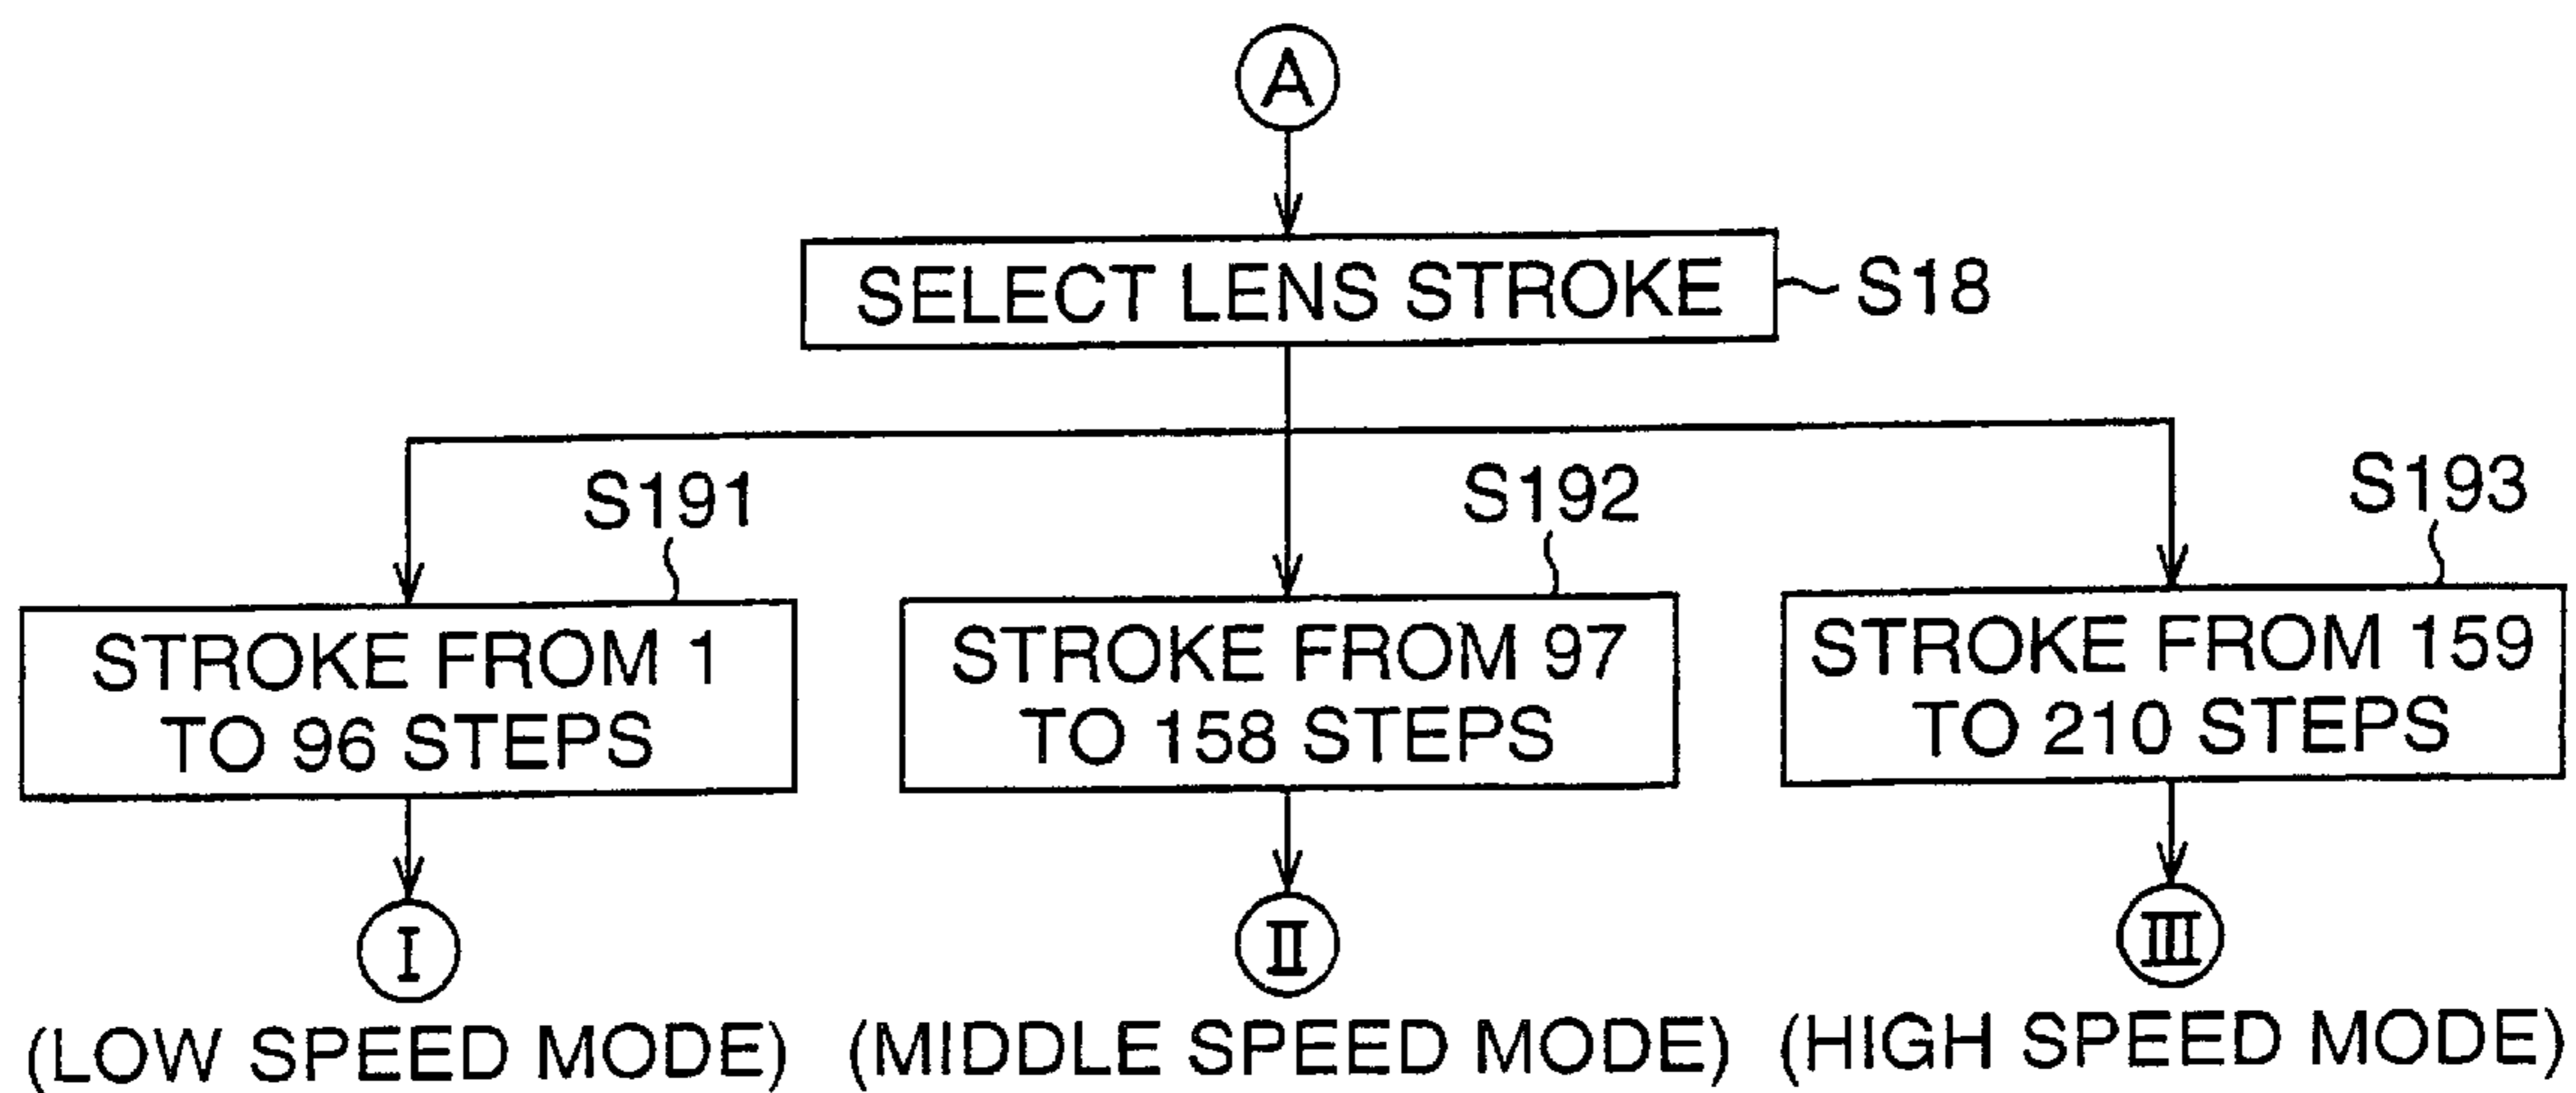 A
SELECT LENS STROKE
S18
S191
S192
S193
STROKE FROM 1
TO 96 STEPS
STROKE FROM 97
TO 158 STEPS
STROKE FROM 159
TO 210 STEPS
I
II
III
(LOW SPEED MODE)
(MIDDLE SPEED MODE)
(HIGH SPEED MODE)